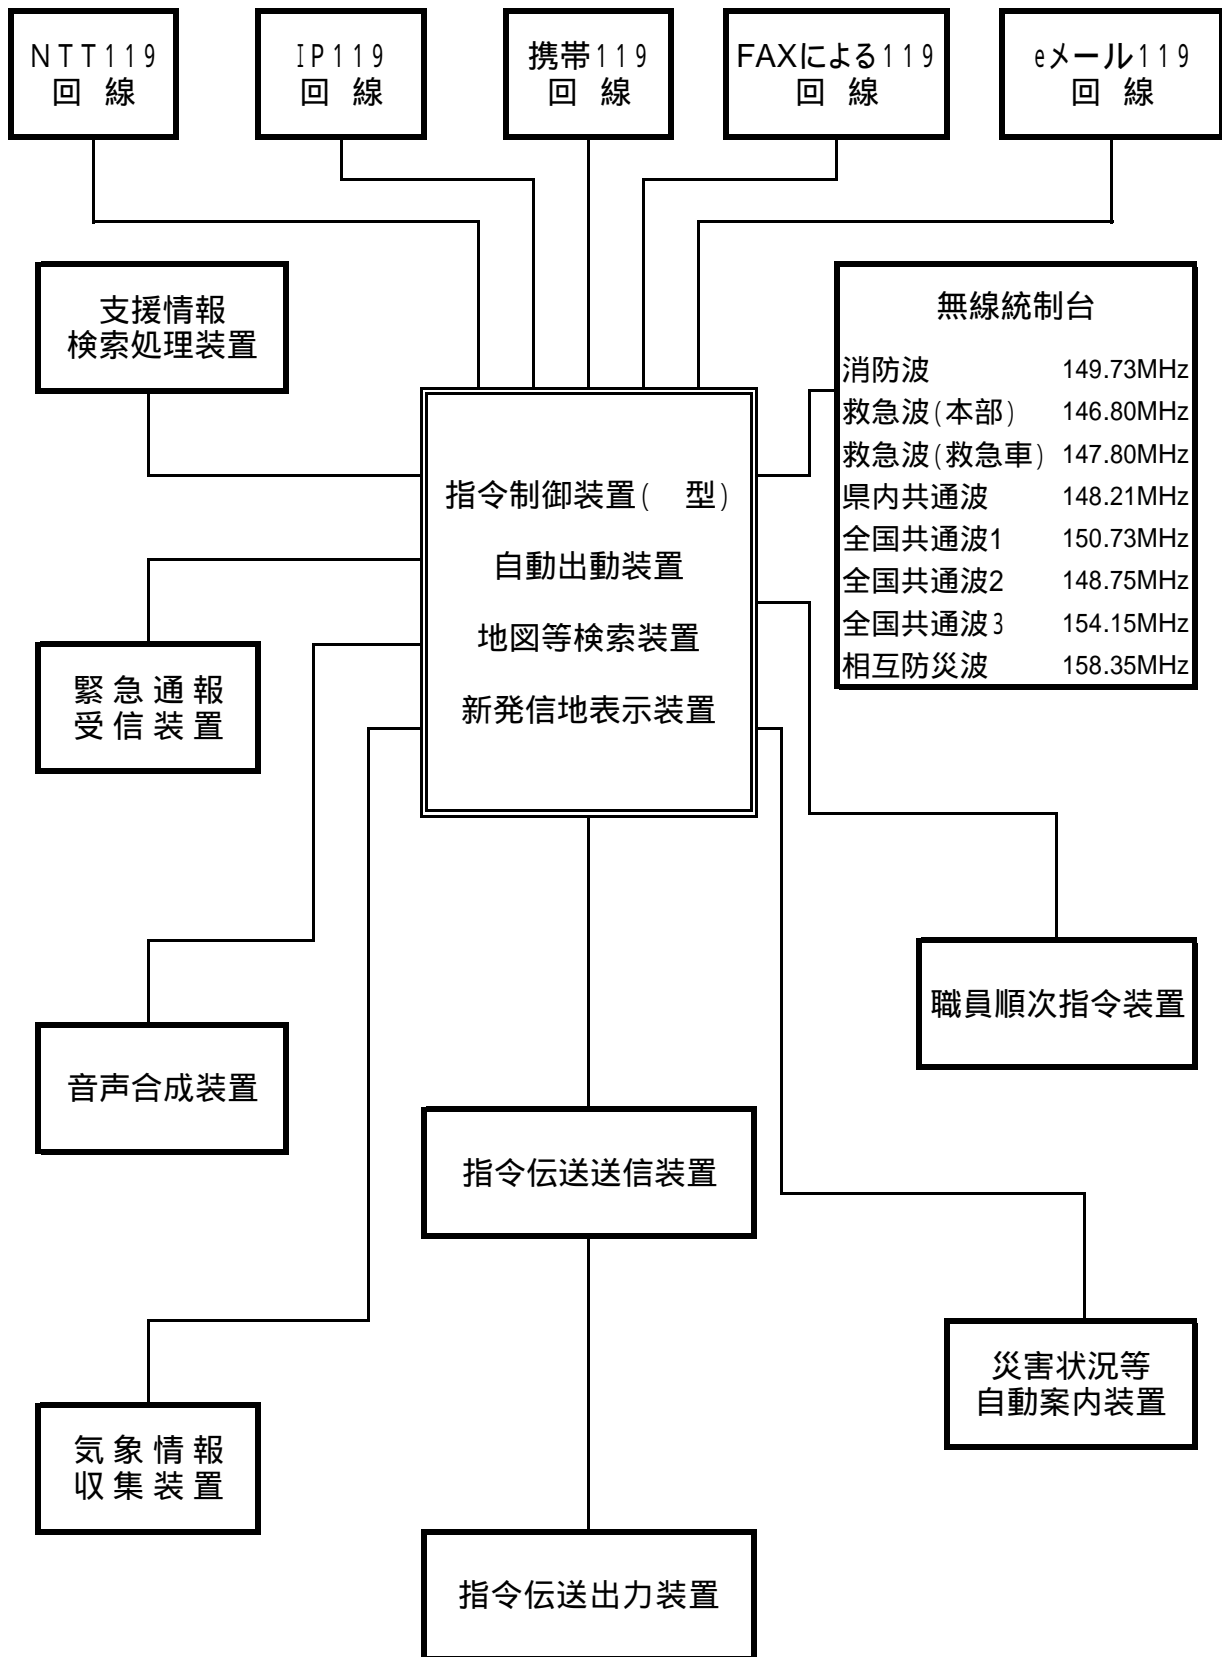 NTT119
回 線
IP119
回 線
携帯119
回 線
FAXによる119
回 線
eメール119
回 線
支援情報
検索処理装置
無線統制台
消防波 149.73MHz
救急波(本部) 146.80MHz
救急波(救急車) 147.80MHz
県内共通波 148.21MHz
全国共通波1 150.73MHz
全国共通波2 148.75MHz
全国共通波3 154.15MHz
相互防災波 158.35MHz
指令制御装置(　型)
自動出動装置
地図等検索装置
新発信地表示装置
緊急通報
受信装置
職員順次指令装置
音声合成装置
指令伝送送信装置
災害状況等
自動案内装置
気象情報
収集装置
指令伝送出力装置